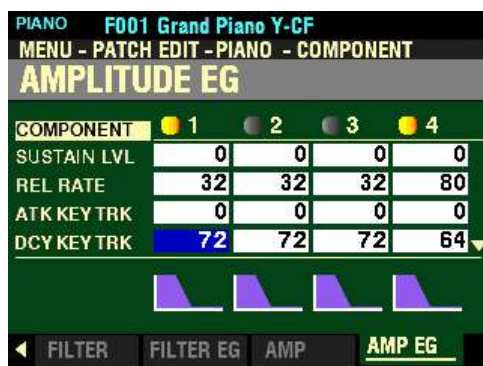 PIANO F001 Grand Piano Y-CF
MENU - PATCH EDIT - PIANO - COMPONENT
AMPLITUDE EG
COMPONENT 1 2 3 4
SUSTAIN LVL 0 0 0 0
REL RATE 32 32 32 80
ATK KEY TRK 0 0 0 0
DCY KEY TRK 72 72 72 64
FILTER FILTER EG AMP AMP EG